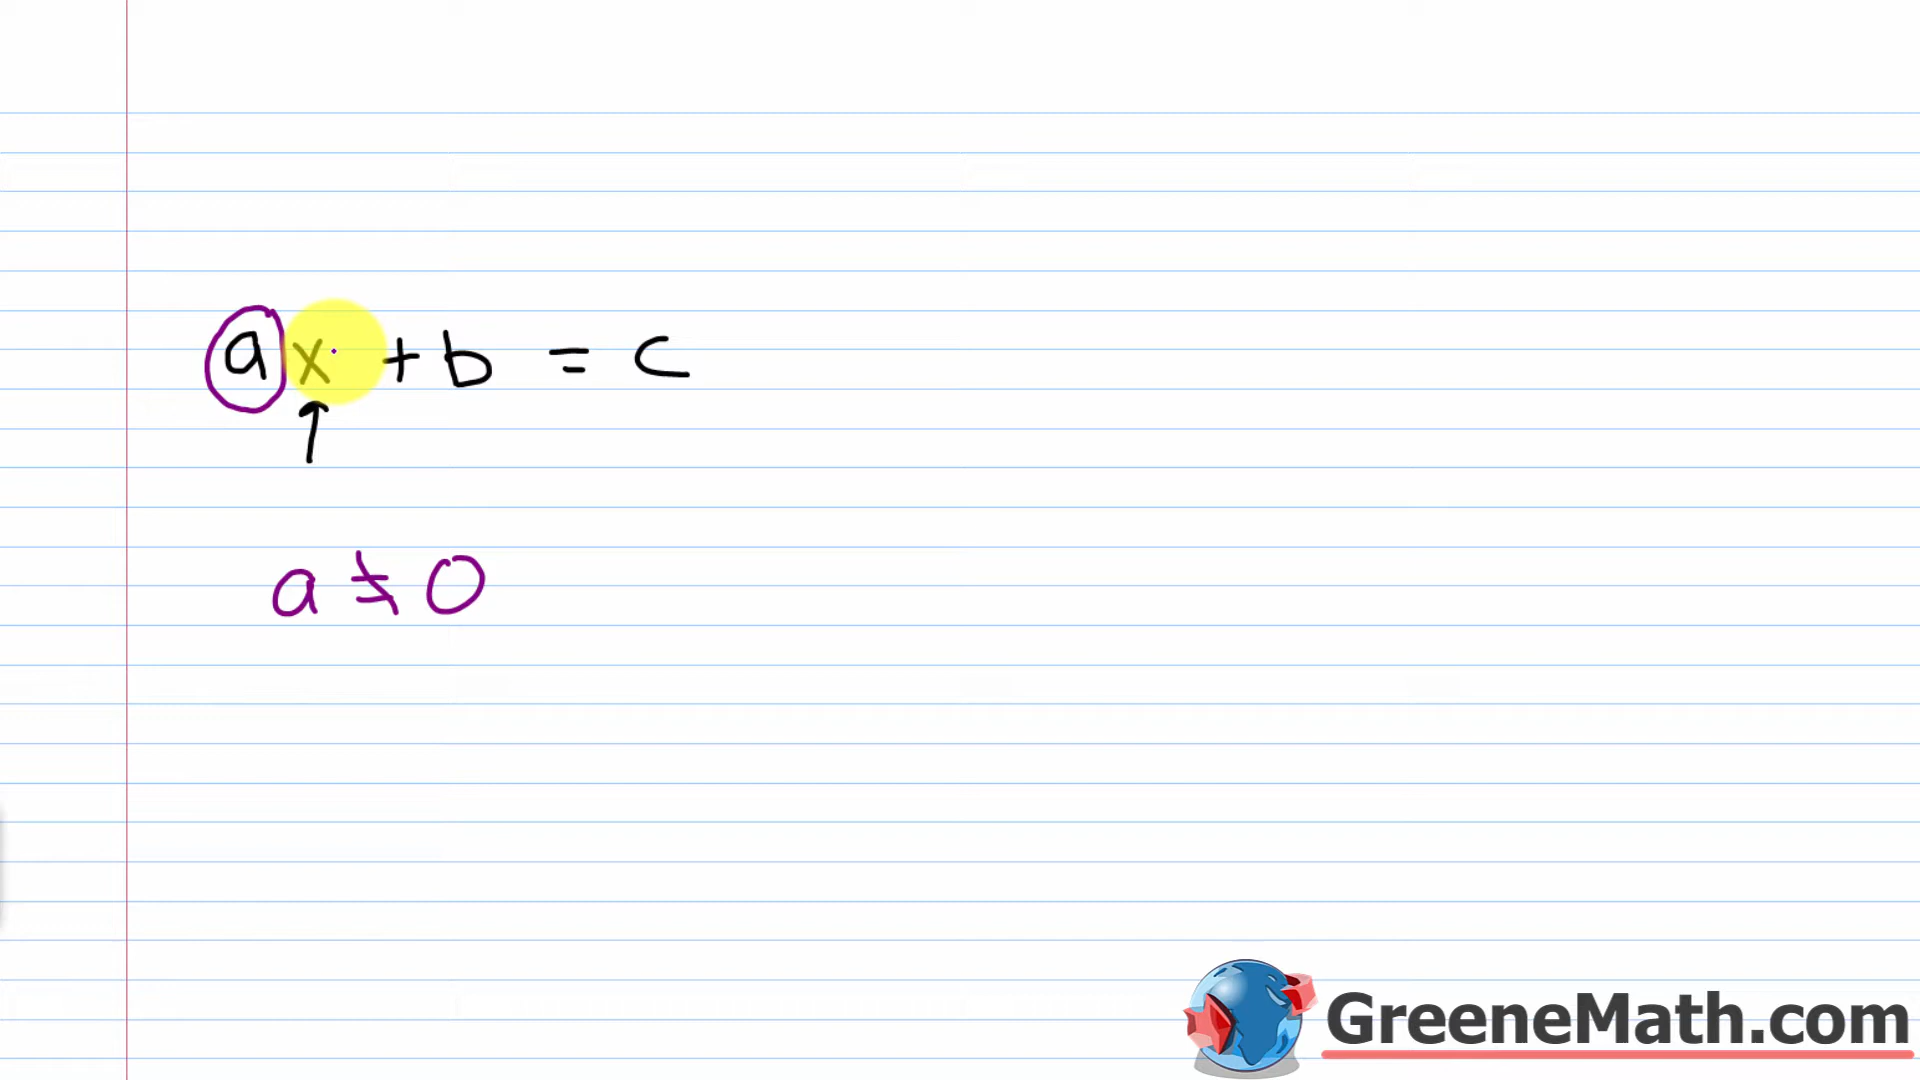 ax + b = c
a ≠ 0
GreeneMath.com